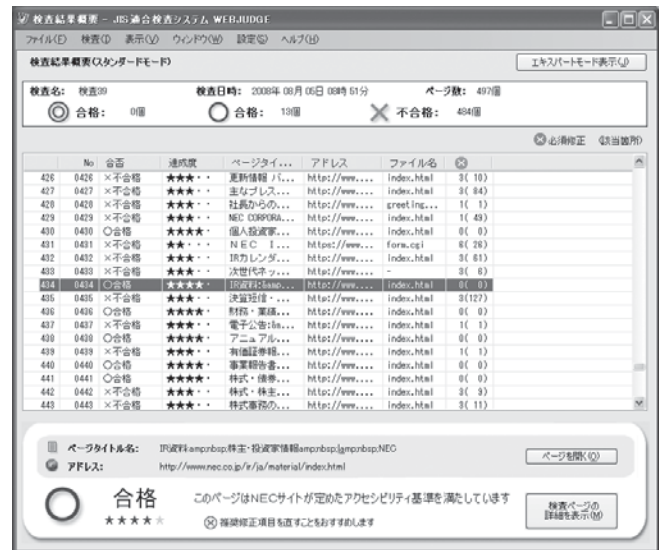 検査結果概要 - JIS適合検査システム WEBJUDGE
ファイル(F) 検査(I) 表示(V) ウィンドウ(W) 設定(S) ヘルプ(H)
検査結果概要(スタンダードモード) エキスパートモード表示(J)
検査名: 検査39 検査日時: 2008年 08月 05日 08時 51分 ページ数: 497個
◎ 合格: 0個 ○ 合格: 13個 × 不合格: 484個
必須修正 (該当箇所)
No 合否 達成度 ページタイ... アドレス ファイル名
426 0426 ×不合格 ★★★・・ 更新情報 バ... http://www.... index.html 3( 10)
427 0427 ×不合格 ★★★・・ 主なプレス... http://www.... index.html 3( 84)
428 0428 ×不合格 ★★★・・ 社長からの... http://www.... greeting... 1( 1)
429 0429 ×不合格 ★★★・・ NEC CORPORA... http://www.... index.html 1( 49)
430 0430 ○合格 ★★★★・ 個人投資家... http://www.... index.html 0( 0)
431 0431 ×不合格 ★★・・・ NEC I... https://www... form.cgi 6( 26)
432 0432 ×不合格 ★★★・・ IRカレンダ... http://www.... index.html 3( 61)
433 0433 ×不合格 ★★★・・ 次世代ネッ... http://www.... - 3( 6)
434 0434 ○合格 ★★★★・ IR資料:&amp... http://www.... index.html 0( 0)
435 0435 ×不合格 ★★★・・ 決算短信・... http://www.... index.html 3(127)
436 0436 ○合格 ★★★★・ 財務・業績... http://www.... index.html 0( 0)
437 0437 ×不合格 ★★★・・ 電子公告:&a... http://www.... index.html 1( 1)
438 0438 ○合格 ★★★★・ アニュアル... http://www.... index.html 0( 0)
439 0439 ×不合格 ★★★・・ 有価証券報... http://www.... index.html 1( 1)
440 0440 ○合格 ★★★★・ 事業報告書... http://www.... index.html 0( 0)
441 0441 ○合格 ★★★★・ 株式・債券... http://www.... index.html 0( 0)
442 0442 ×不合格 ★★★・・ 株式・株主... http://www.... index.html 3( 3)
443 0443 ×不合格 ★★★・・ 株式事務の... http://www.... index.html 3( 11)
ページタイトル名: IR資料:amp;nbsp;株主・投資家情報amp;nbsp;|amp;nbsp;NEC ページを開く(O)
アドレス: http://www.nec.co.jp/ir/ja/material/index.html
○ 合格 このページはNECサイトが定めたアクセシビリティ基準を満たしています
★★★★★ 推奨修正項目を直すことをおすすめします
検査ページの
詳細を表示(M)